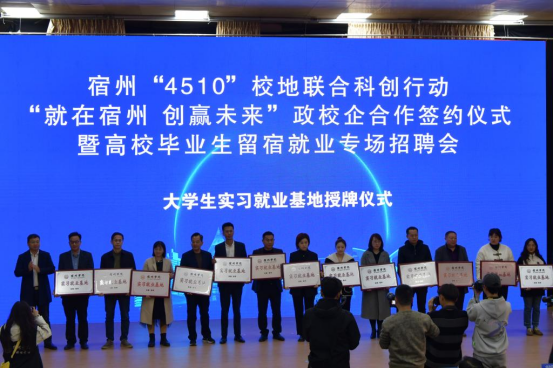 宿州“4510”校地联合科创行动
“就在宿州 创赢未来”政校企合作签约仪式
暨高校毕业生留宿就业专场招聘会
大学生实习就业基地授牌仪式